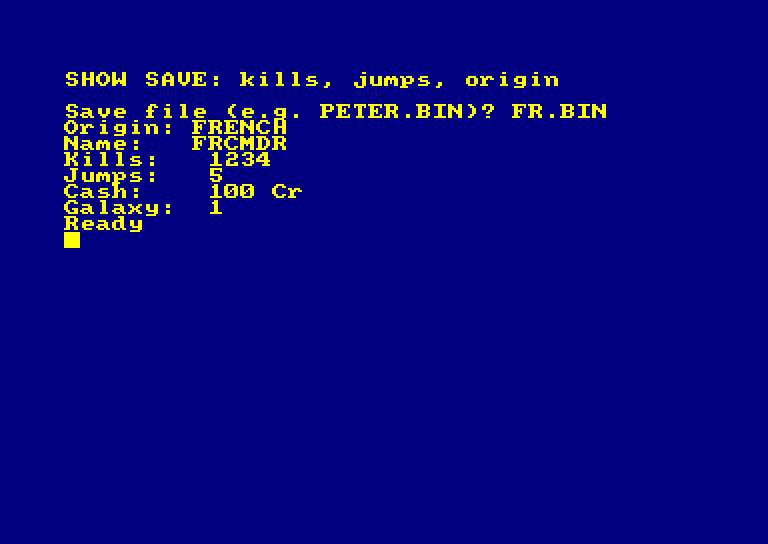 SHOW SAVE: kills, jumps, origin
Save file (e.g. PETER.BIN)? FR.BIN
Origin: FRENCH
Name:   FRCMDR
Kills:   1234
Jumps:   5
Cash:    100 Cr
Galaxy:  1
Ready